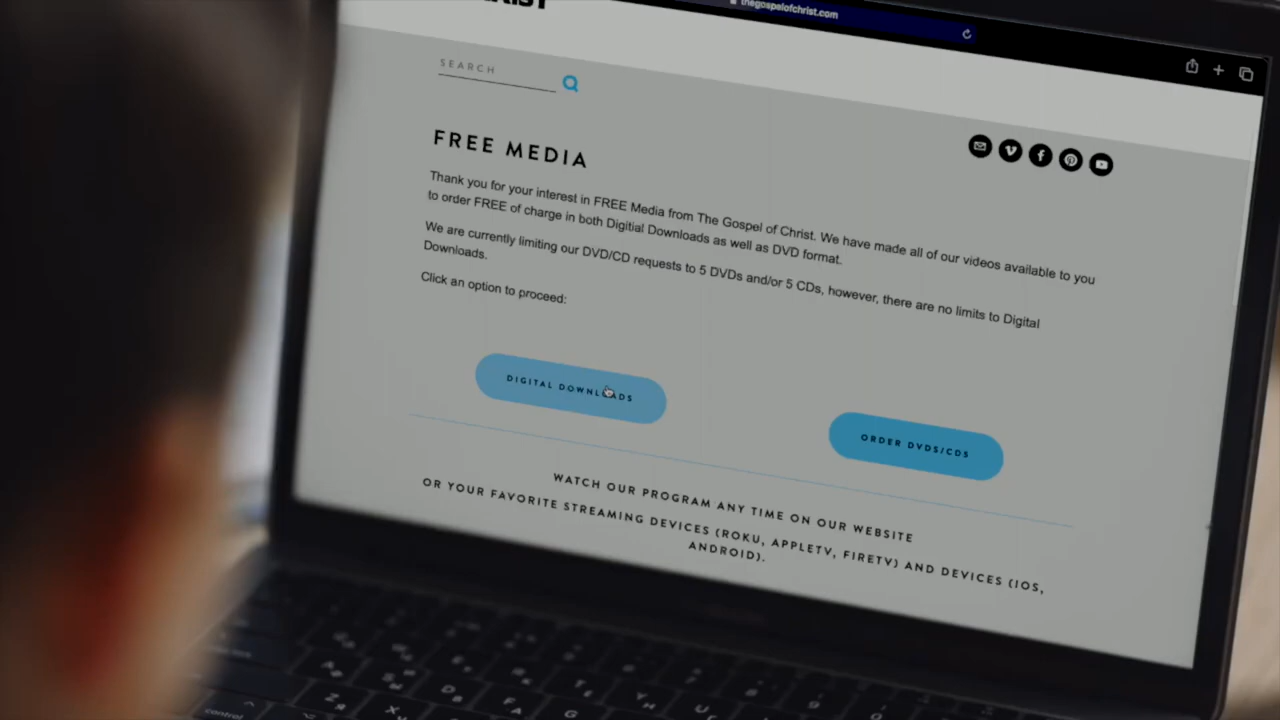 thegospelofchrist.com
SEARCH
FREE MEDIA
Thank you for your interest in FREE Media from The Gospel of Christ. We have made all of our videos available to you
to order FREE of charge in both Digitial Downloads as well as DVD format.
We are currently limiting our DVD/CD requests to 5 DVDs and/or 5 CDs, however, there are no limits to Digital
Downloads.
Click an option to proceed:
DIGITAL DOWNLOADS
ORDER DVDS/CDS
WATCH OUR PROGRAM ANY TIME ON OUR WEBSITE
OR YOUR FAVORITE STREAMING DEVICES (ROKU, APPLETV, FIRETV) AND DEVICES (IOS,
ANDROID).
control